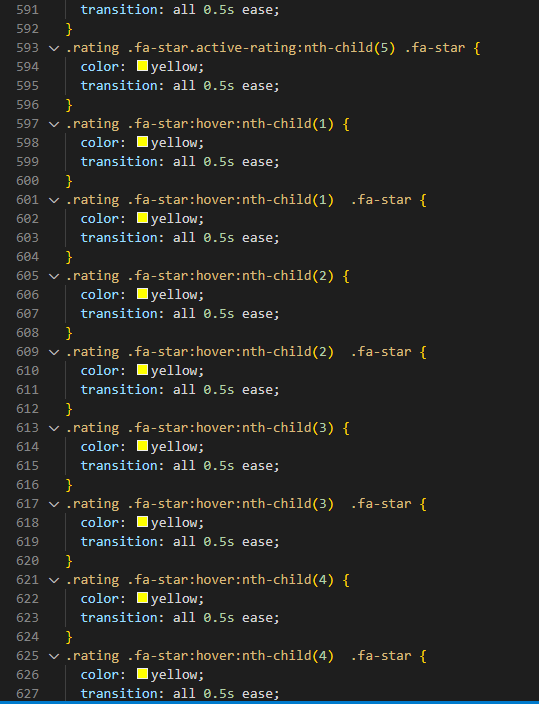 591 transition: all 0.5s ease;
592 }
593 .rating .fa-star.active-rating:nth-child(5) .fa-star {
594 color: yellow;
595 transition: all 0.5s ease;
596 }
597 .rating .fa-star:hover:nth-child(1) {
598 color: yellow;
599 transition: all 0.5s ease;
600 }
601 .rating .fa-star:hover:nth-child(1)  .fa-star {
602 color: yellow;
603 transition: all 0.5s ease;
604 }
605 .rating .fa-star:hover:nth-child(2) {
606 color: yellow;
607 transition: all 0.5s ease;
608 }
609 .rating .fa-star:hover:nth-child(2)  .fa-star {
610 color: yellow;
611 transition: all 0.5s ease;
612 }
613 .rating .fa-star:hover:nth-child(3) {
614 color: yellow;
615 transition: all 0.5s ease;
616 }
617 .rating .fa-star:hover:nth-child(3)  .fa-star {
618 color: yellow;
619 transition: all 0.5s ease;
620 }
621 .rating .fa-star:hover:nth-child(4) {
622 color: yellow;
623 transition: all 0.5s ease;
624 }
625 .rating .fa-star:hover:nth-child(4)  .fa-star {
626 color: yellow;
627 transition: all 0.5s ease;